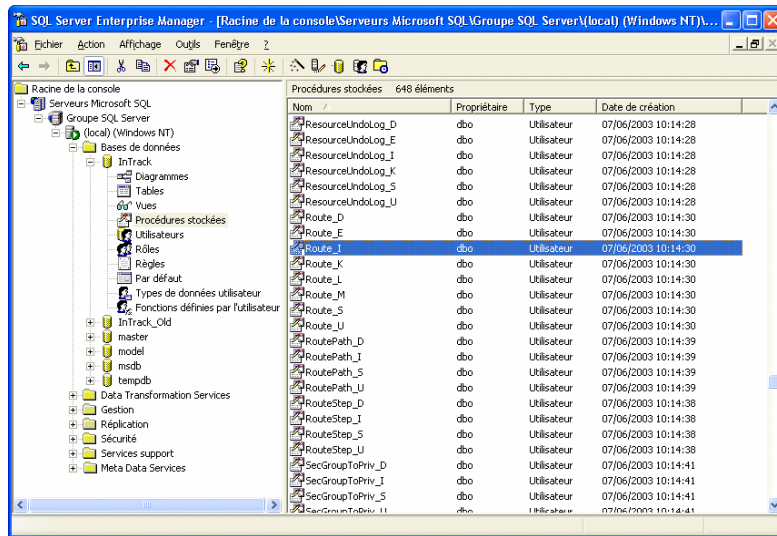 SQL Server Enterprise Manager - [Racine de la console\Serveurs Microsoft SQL\Groupe SQL Server\(local) (Windows NT)\...
Fichier Action Affichage Outils Fenêtre ?
Racine de la console
Serveurs Microsoft SQL
Groupe SQL Server
(local) (Windows NT)
Bases de données
InTrack
Diagrammes
Tables
Vues
Procédures stockées
Utilisateurs
Rôles
Règles
Par défaut
Types de données utilisateur
Fonctions définies par l'utilisateur
InTrack_Old
master
model
msdb
tempdb
Data Transformation Services
Gestion
Réplication
Sécurité
Services support
Meta Data Services
Procédures stockées 648 éléments
Nom / Propriétaire Type Date de création
ResourceUndoLog_D dbo Utilisateur 07/06/2003 10:14:28
ResourceUndoLog_E dbo Utilisateur 07/06/2003 10:14:28
ResourceUndoLog_I dbo Utilisateur 07/06/2003 10:14:28
ResourceUndoLog_K dbo Utilisateur 07/06/2003 10:14:28
ResourceUndoLog_S dbo Utilisateur 07/06/2003 10:14:28
ResourceUndoLog_U dbo Utilisateur 07/06/2003 10:14:28
Route_D dbo Utilisateur 07/06/2003 10:14:30
Route_E dbo Utilisateur 07/06/2003 10:14:30
Route_I dbo Utilisateur 07/06/2003 10:14:30
Route_K dbo Utilisateur 07/06/2003 10:14:30
Route_L dbo Utilisateur 07/06/2003 10:14:30
Route_M dbo Utilisateur 07/06/2003 10:14:30
Route_S dbo Utilisateur 07/06/2003 10:14:30
Route_U dbo Utilisateur 07/06/2003 10:14:30
RoutePath_D dbo Utilisateur 07/06/2003 10:14:39
RoutePath_I dbo Utilisateur 07/06/2003 10:14:39
RoutePath_S dbo Utilisateur 07/06/2003 10:14:39
RoutePath_U dbo Utilisateur 07/06/2003 10:14:39
RouteStep_D dbo Utilisateur 07/06/2003 10:14:38
RouteStep_I dbo Utilisateur 07/06/2003 10:14:38
RouteStep_S dbo Utilisateur 07/06/2003 10:14:38
RouteStep_U dbo Utilisateur 07/06/2003 10:14:38
SecGroupToPriv_D dbo Utilisateur 07/06/2003 10:14:41
SecGroupToPriv_I dbo Utilisateur 07/06/2003 10:14:41
SecGroupToPriv_S dbo Utilisateur 07/06/2003 10:14:41
SecGroupToPriv_U dbo Utilisateur 07/06/2003 10:14:41